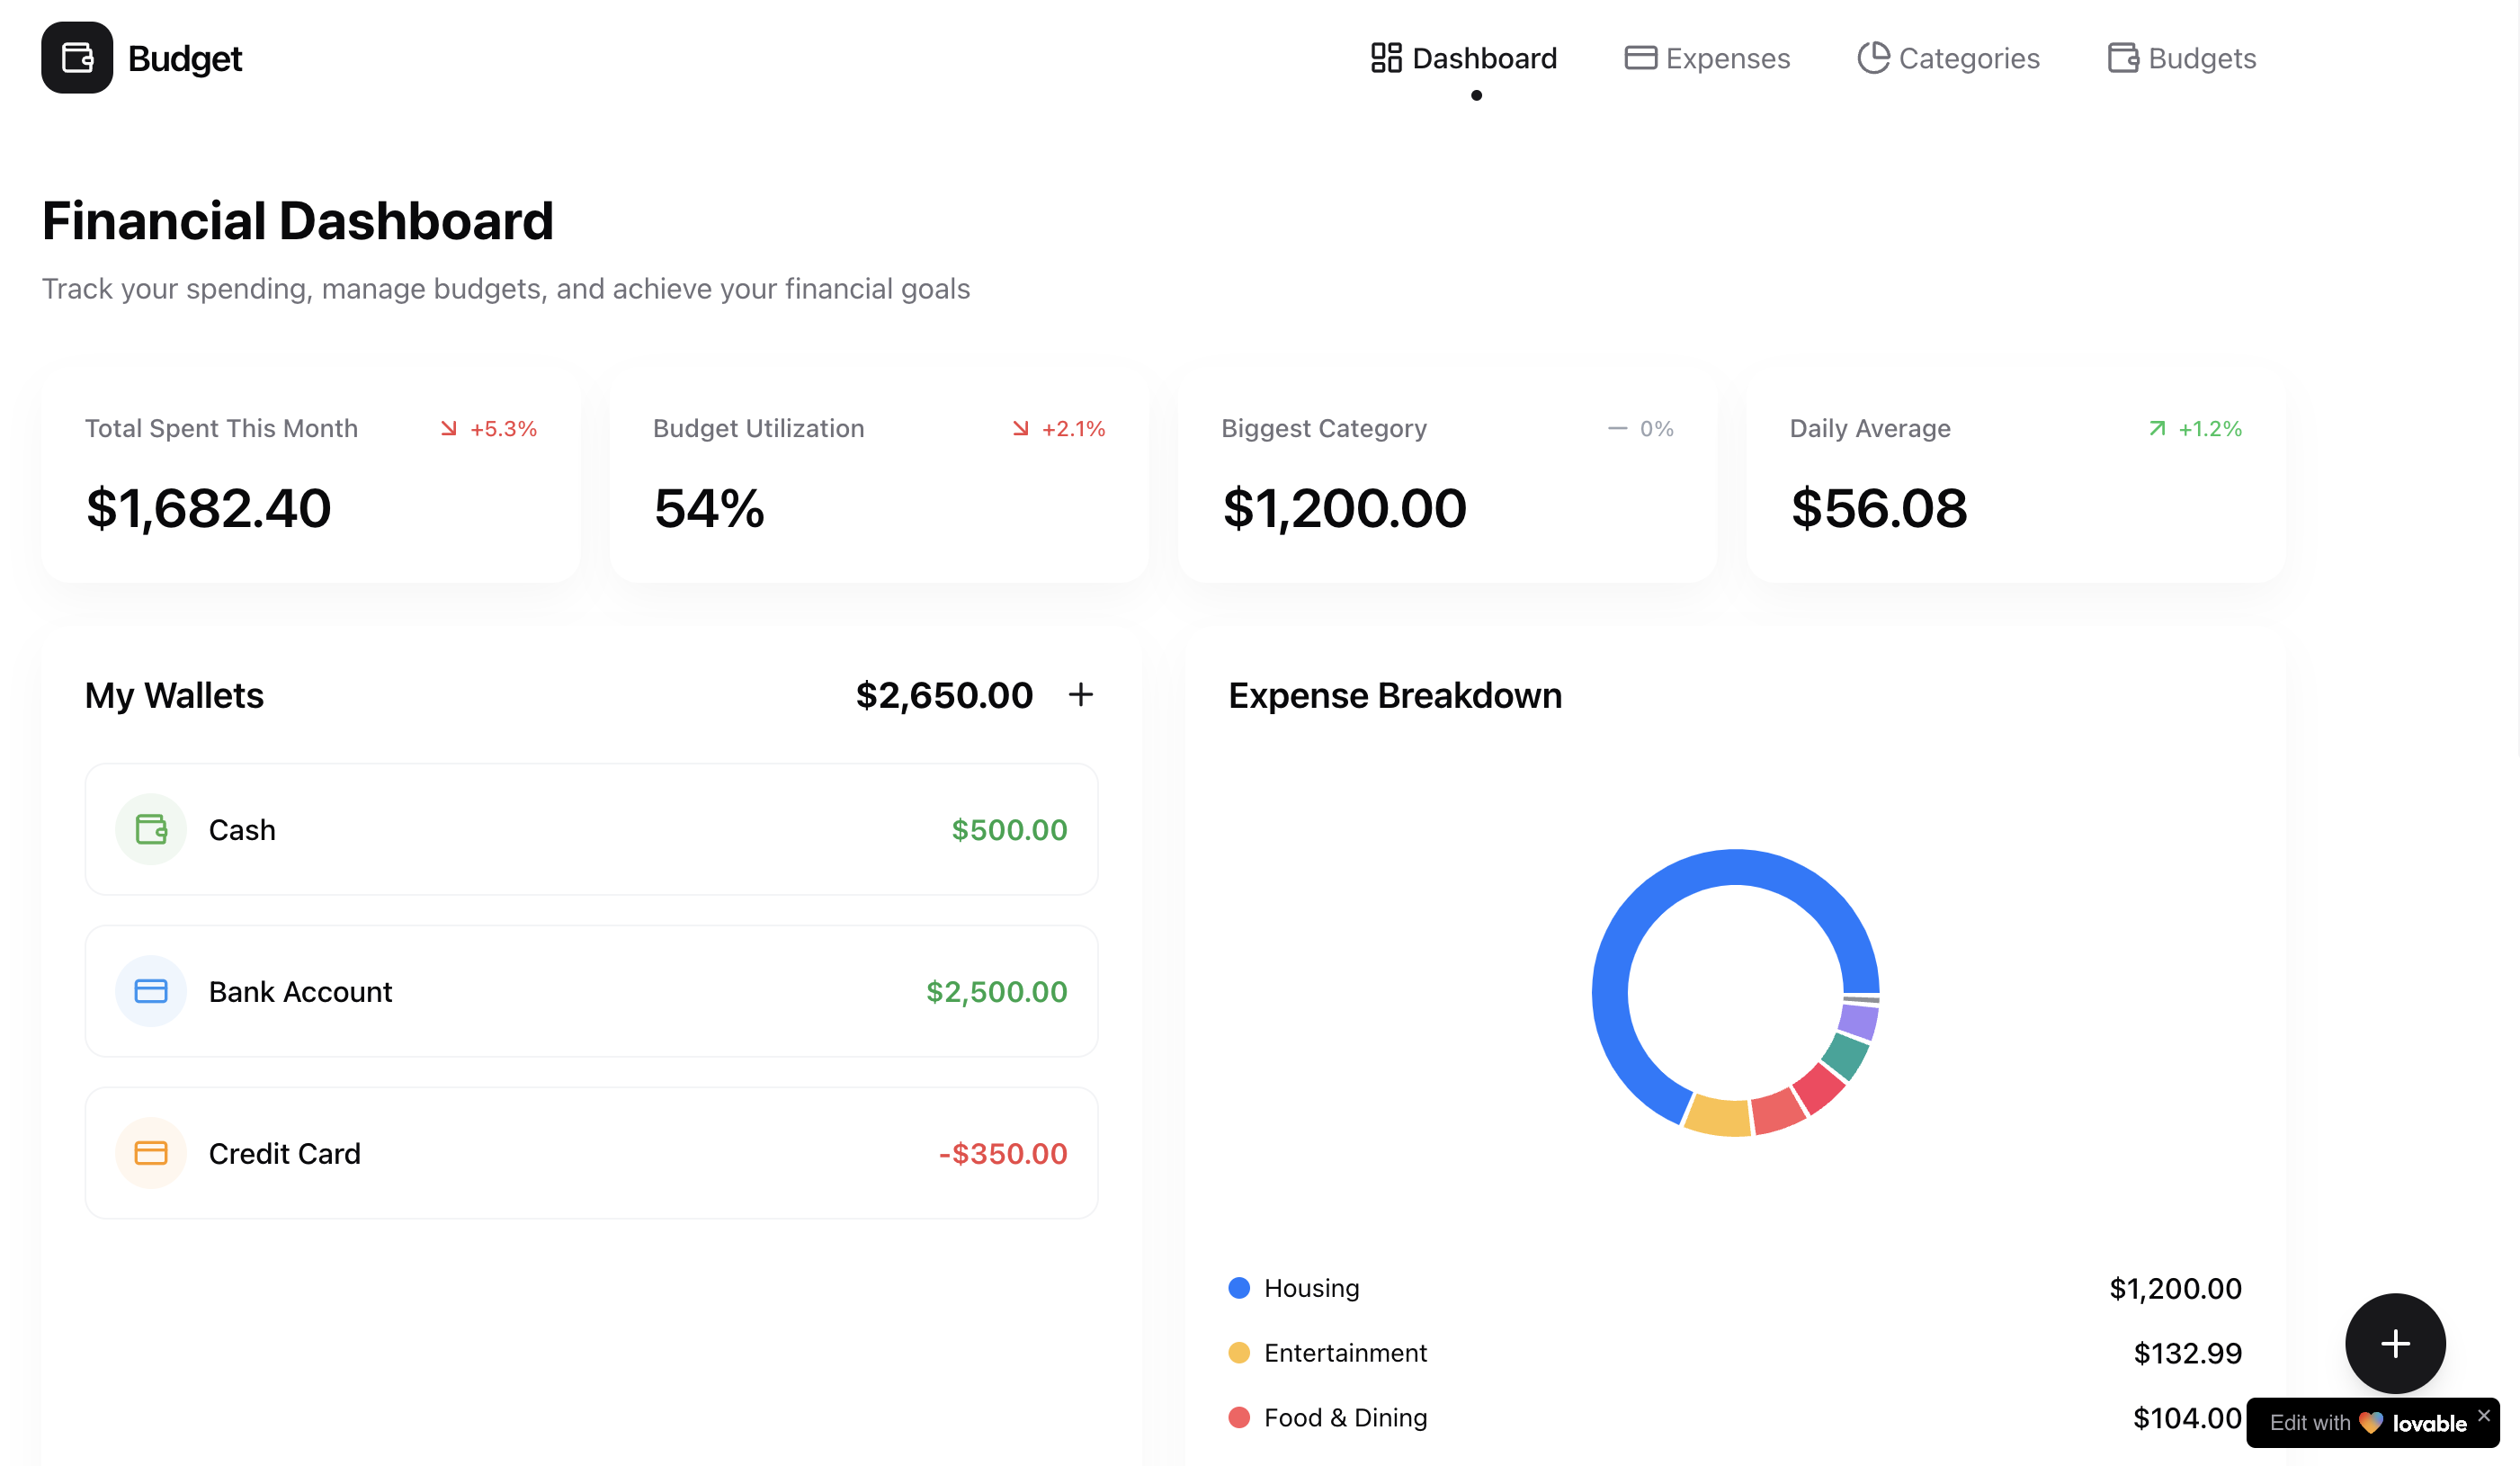 Budget
Dashboard
Expenses
Categories
Budgets
Financial Dashboard
Track your spending, manage budgets, and achieve your financial goals
Total Spent This Month
+5.3%
$1,682.40
Budget Utilization
+2.1%
54%
Biggest Category
0%
$1,200.00
Daily Average
+1.2%
$56.08
My Wallets
$2,650.00
Cash
$500.00
Bank Account
$2,500.00
Credit Card
-$350.00
Expense Breakdown
Housing
$1,200.00
Entertainment
$132.99
Food & Dining
$104.00
Edit with lovable